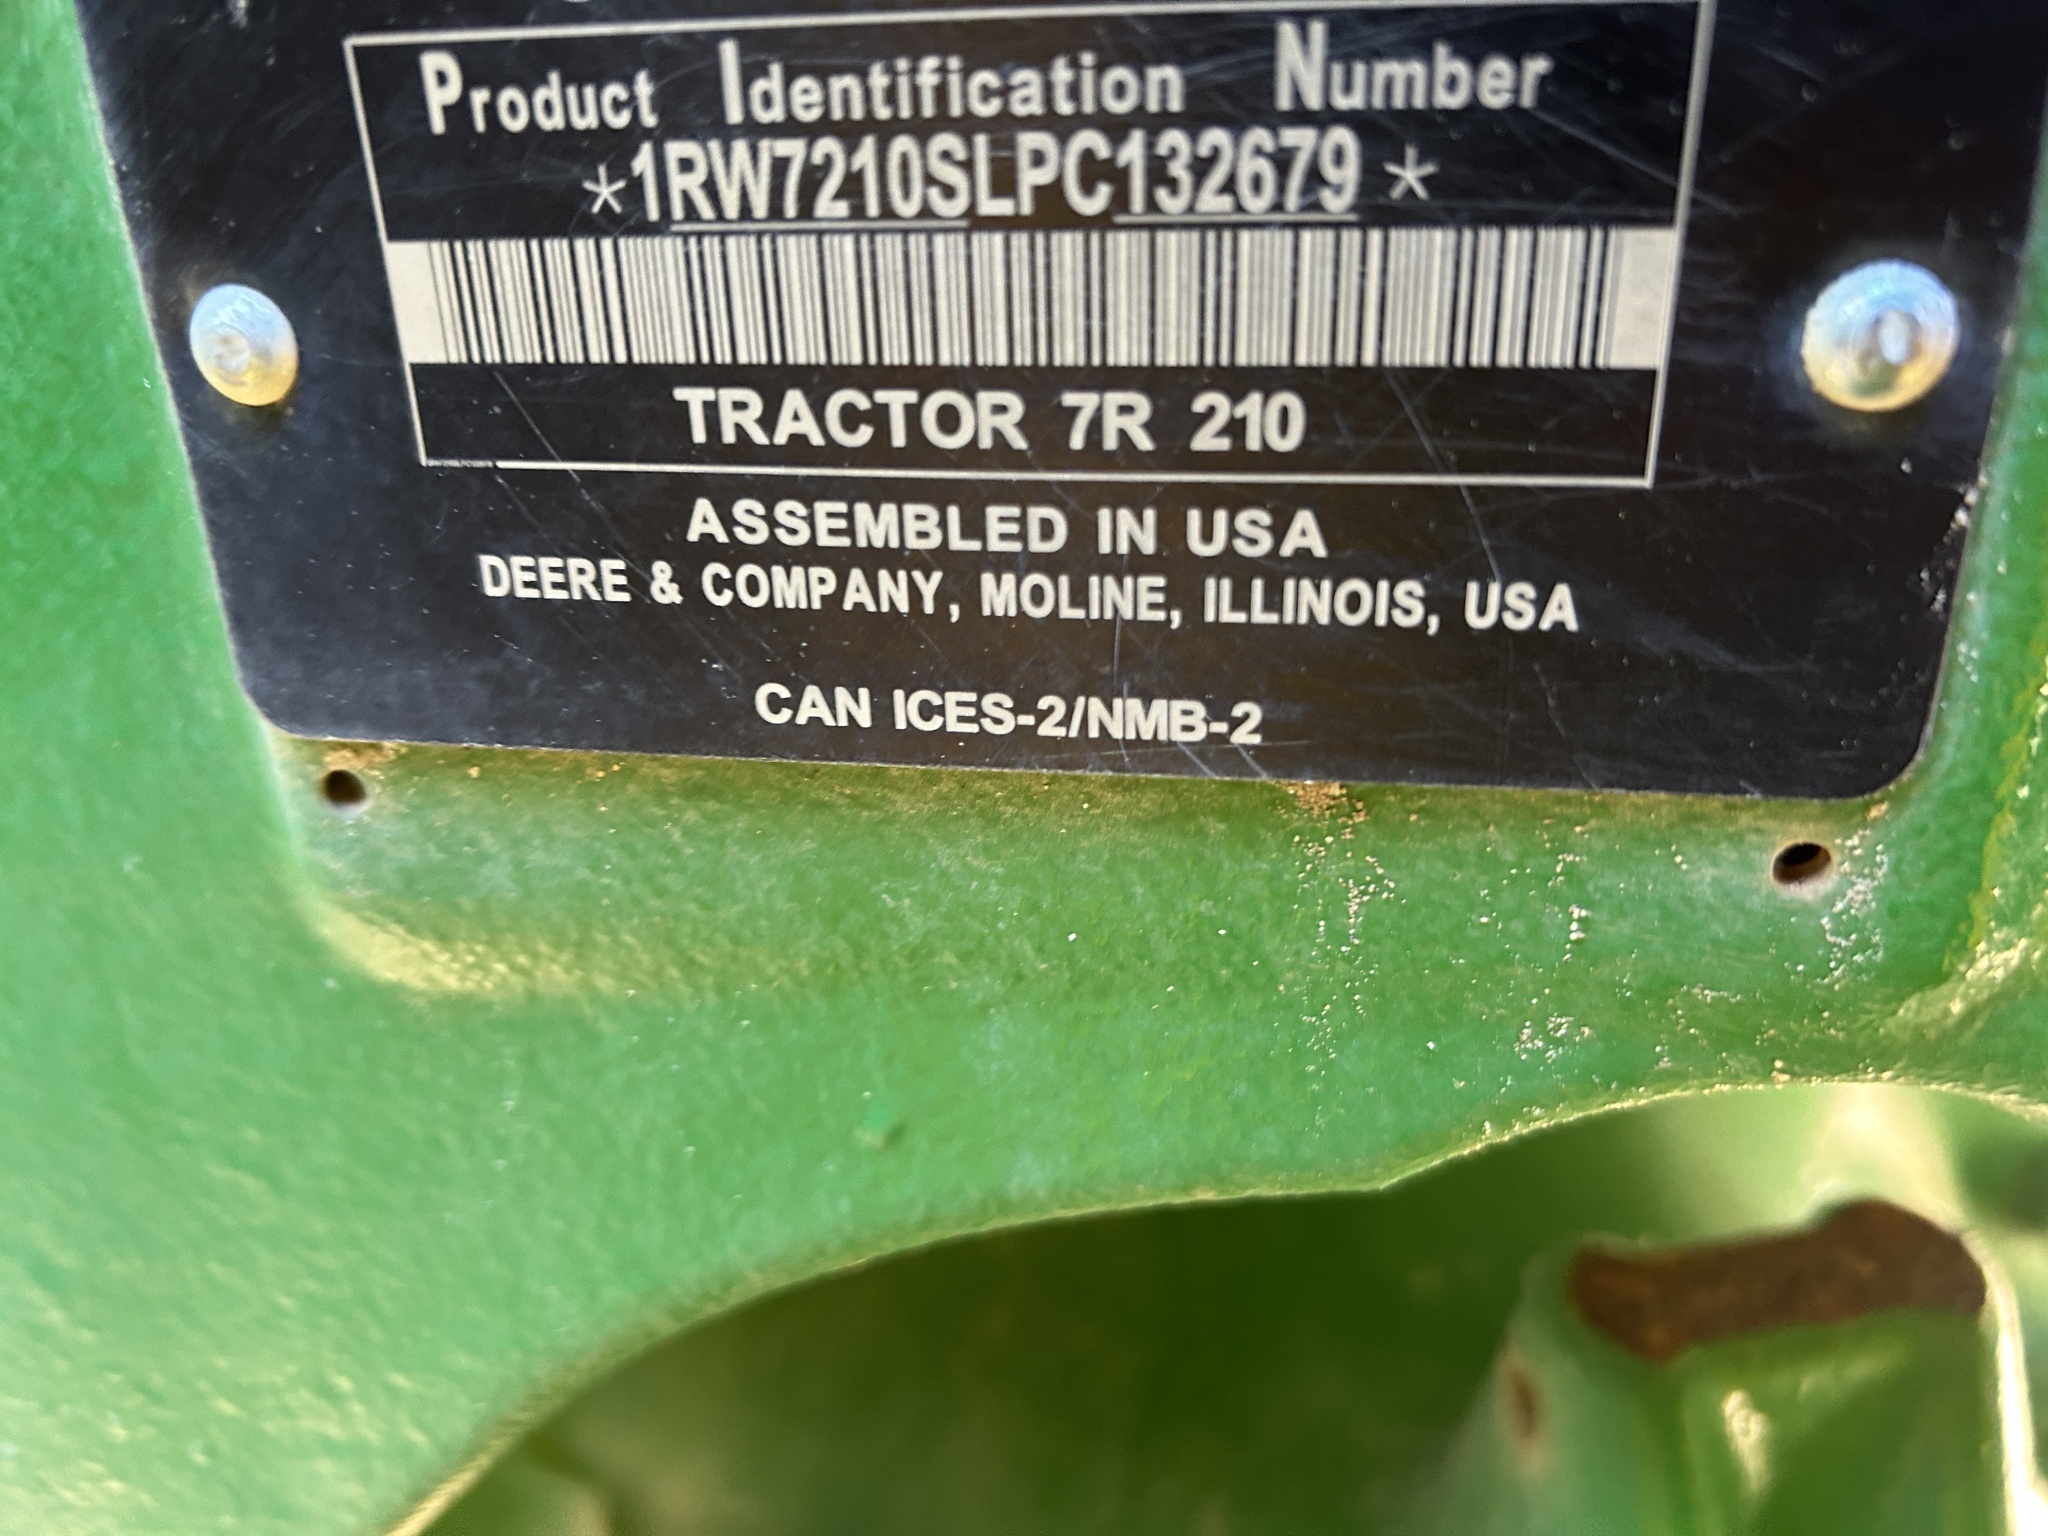 Product Identification Number
*1RW7210SLPC132679*
TRACTOR 7R 210
ASSEMBLED IN USA
DEERE & COMPANY, MOLINE, ILLINOIS, USA
CAN ICES-2/NMB-2